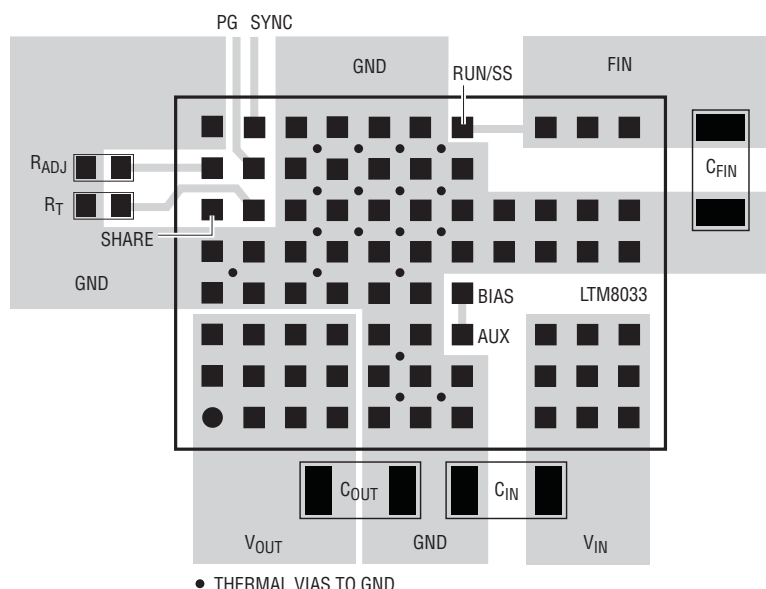 PG SYNC
GND
RUN/SS
FIN
RADJ
CFIN
RT
SHARE
GND
BIAS
LTM8033
AUX
COUT
CIN
VOUT
GND
VIN
● THERMAL VIAS TO GND